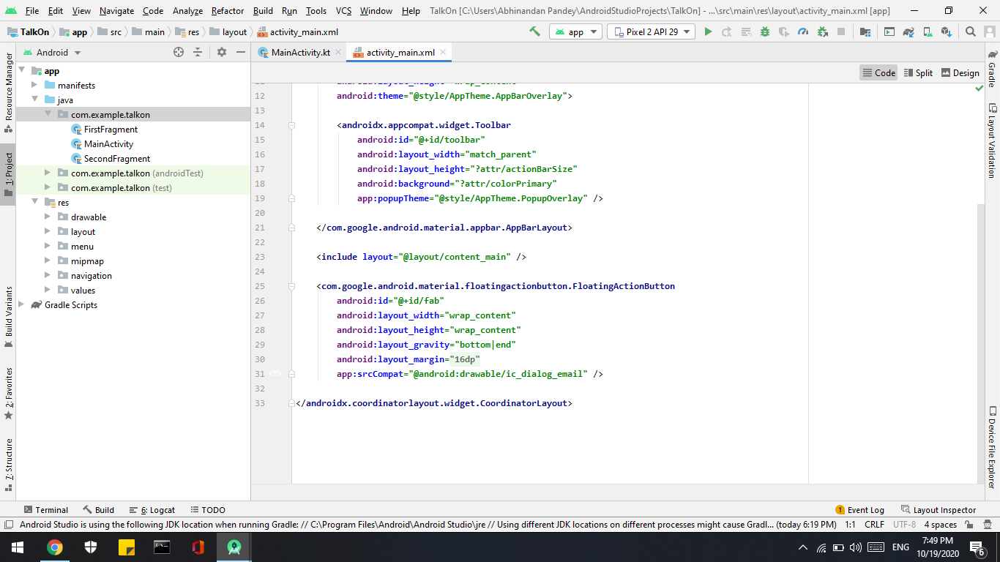 File Edit View Navigate Code Analyze Refactor Build Run Tools VCS Window Help TalkOn [C:\Users\Abhinandan Pandey\AndroidStudioProjects\TalkOn] - ...\src\main\res\layout\activity_main.xml [app]
TalkOn app src main res layout activity_main.xml app Pixel 2 API 29
Android MainActivity.kt activity_main.xml
Code Split Design
app
manifests
java
com.example.talkon
FirstFragment
MainActivity
SecondFragment
com.example.talkon (androidTest)
com.example.talkon (test)
res
drawable
layout
menu
mipmap
navigation
values
Gradle Scripts
Resource Manager
1: Project
Build Variants
2: Favorites
7: Structure
12 android:theme="@style/AppTheme.AppBarOverlay">
13
14 <androidx.appcompat.widget.Toolbar
15 android:id="@+id/toolbar"
16 android:layout_width="match_parent"
17 android:layout_height="?attr/actionBarSize"
18 android:background="?attr/colorPrimary"
19 app:popupTheme="@style/AppTheme.PopupOverlay" />
20
21 </com.google.android.material.appbar.AppBarLayout>
22
23 <include layout="@layout/content_main" />
24
25 <com.google.android.material.floatingactionbutton.FloatingActionButton
26 android:id="@+id/fab"
27 android:layout_width="wrap_content"
28 android:layout_height="wrap_content"
29 android:layout_gravity="bottom|end"
30 android:layout_margin="16dp"
31 app:srcCompat="@android:drawable/ic_dialog_email" />
32
33 </androidx.coordinatorlayout.widget.CoordinatorLayout>
Gradle
Layout Validation
Device File Explorer
Terminal Build 6: Logcat TODO 1 Event Log Layout Inspector
Android Studio is using the following JDK location when running Gradle: // C:\Program Files\Android\Android Studio\jre // Using different JDK locations on different processes might cause Gradl... (today 6:19 PM) 1:1 CRLF UTF-8 4 spaces
ENG 7:49 PM
10/19/2020 6